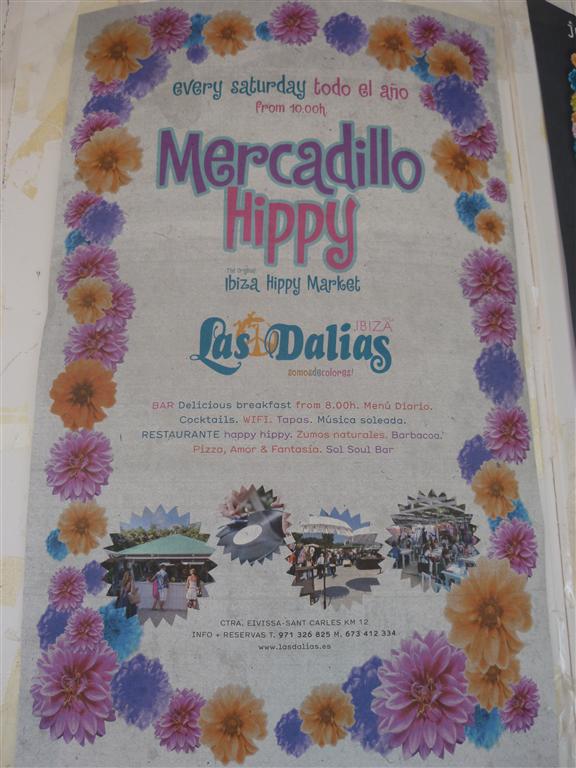 every saturday todo el año
from 10.00h
Mercadillo
Hippy
The Original
Ibiza Hippy Market
Las Dalias
IBIZA
somosdecolores!
BAR Delicious breakfast from 8.00h. Menú Diario.
Cocktails. WIFI. Tapas. Música soleada.
RESTAURANTE happy hippy. Zumos naturales. Barbacoa.
Pizza, Amor & Fantasía. Sol Soul Bar
CTRA. EIVISSA-SANT CARLES KM 12
INFO + RESERVAS T. 971 326 825 M. 673 412 334
www.lasdalias.es